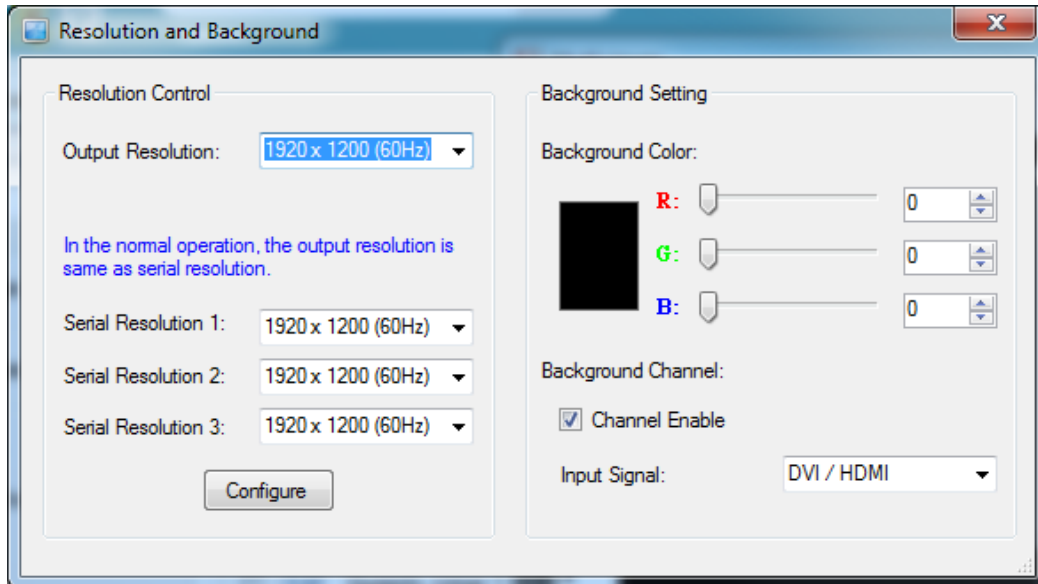 Resolution and Background
Resolution Control
Output Resolution: 1920 x 1200 (60Hz)
In the normal operation, the output resolution is
same as serial resolution.
Serial Resolution 1: 1920 x 1200 (60Hz)
Serial Resolution 2: 1920 x 1200 (60Hz)
Serial Resolution 3: 1920 x 1200 (60Hz)
Configure
Background Setting
Background Color:
R: 0
G: 0
B: 0
Background Channel:
Channel Enable
Input Signal: DVI / HDMI